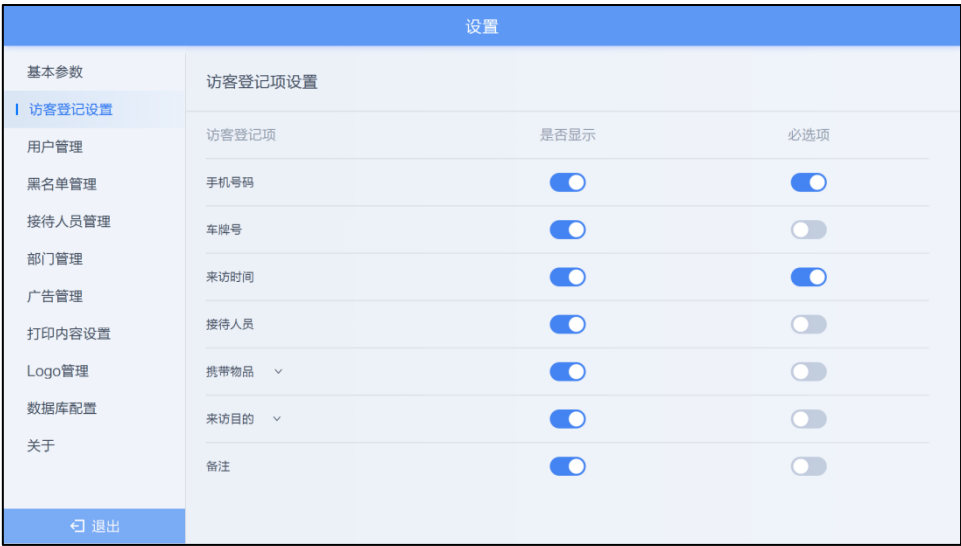 设置
基本参数
访客登记设置
用户管理
黑名单管理
接待人员管理
部门管理
广告管理
打印内容设置
Logo管理
数据库配置
关于
退出
访客登记项设置
访客登记项 是否显示 必选项
手机号码
车牌号
来访时间
接待人员
携带物品
来访目的
备注